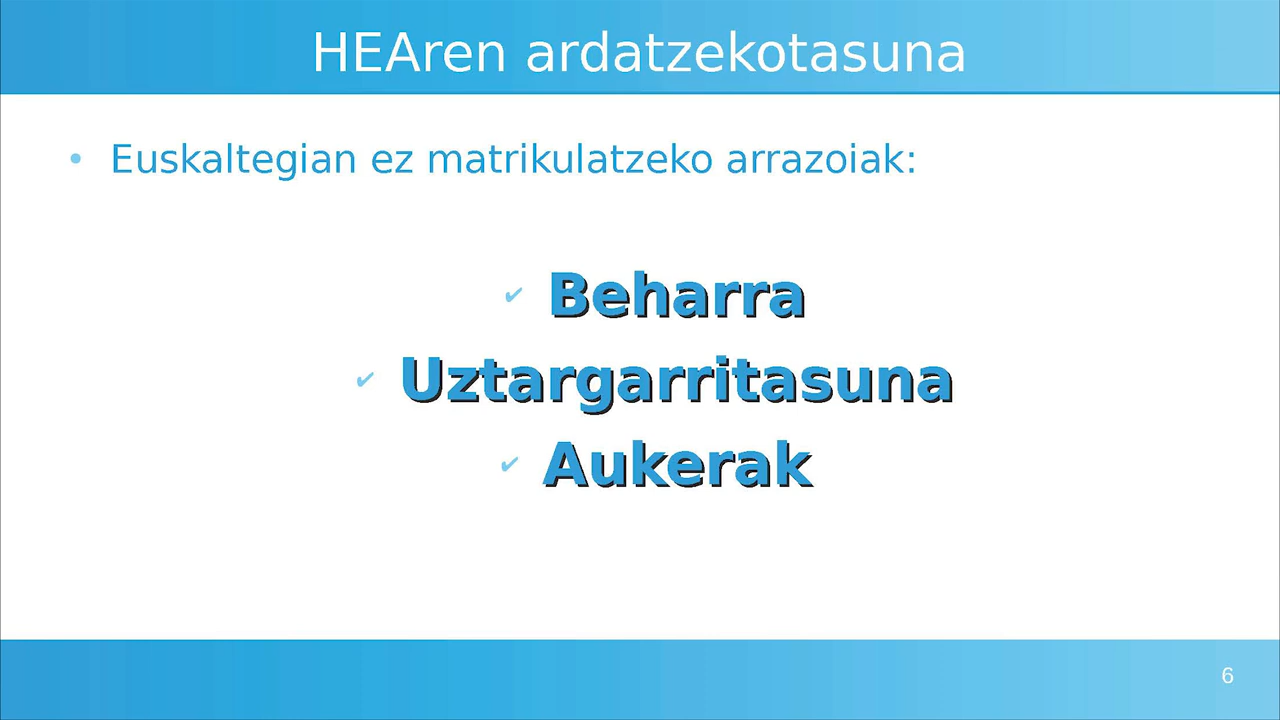 HEAren ardatzekotasuna
• Euskaltegian ez matrikulatzeko arrazoiak:
✔ Beharra
✔ Uztargarritasuna
✔ Aukerak
6